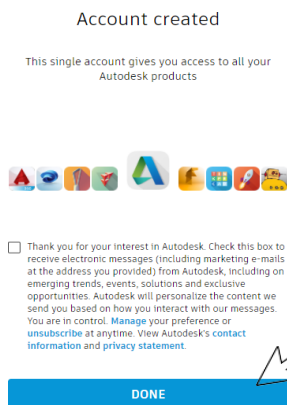 Account created
This single account gives you access to all your
Autodesk products
Thank you for your interest in Autodesk. Check this box to
receive electronic messages (including marketing e-mails
at the address you provided) from Autodesk, including on
emerging trends, events, solutions and exclusive
opportunities. Autodesk will personalize the content we
send you based on how you interact with our messages.
You are in control. Manage your preference or
unsubscribe at anytime. View Autodesk's contact
information and privacy statement.
DONE